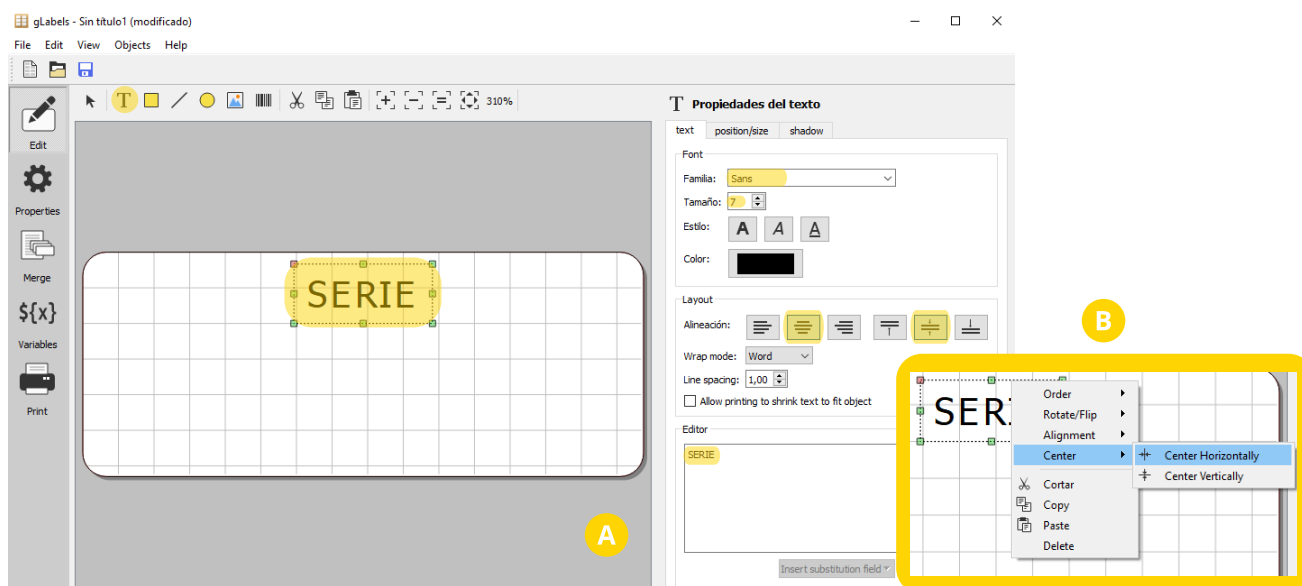 gLabels - Sin título1 (modificado)
File Edit View Objects Help
310%
Edit
Properties
Merge
${x}
Variables
Print
SERIE
A
T Propiedades del texto
text position/size shadow
Font
Familia: Sans
Tamaño: 7
Estilo: A A A
Color:
Layout
Alineación:
Wrap mode: Word
Line spacing: 1,00
Allow printing to shrink text to fit object
Editor
SERIE
Insert substitution field
B
SER
Order
Rotate/Flip
Alignment
Center
Center Horizontally
Center Vertically
Cortar
Copy
Paste
Delete